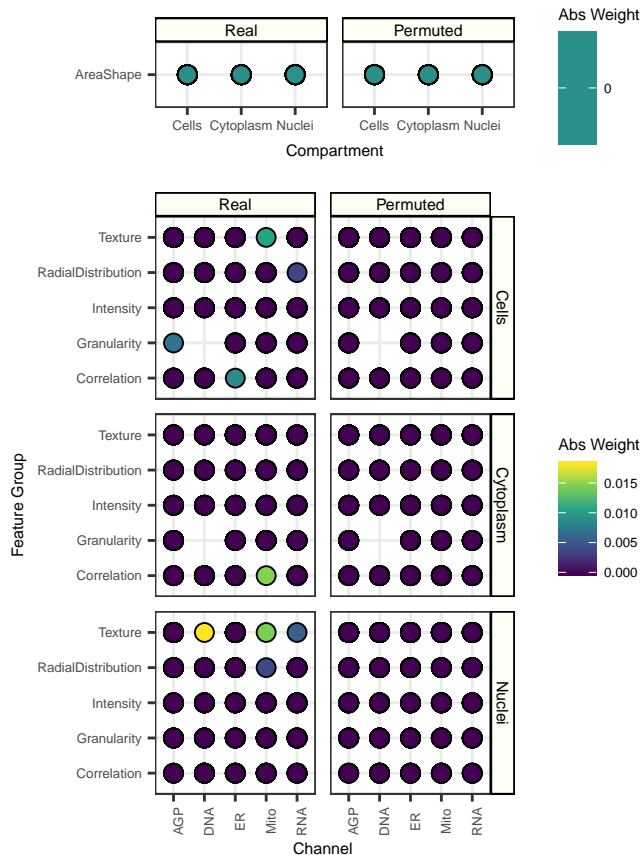 Abs Weight
0
Real
Permuted
AreaShape
Cells
Cytoplasm
Nuclei
Cells
Cytoplasm
Nuclei
Compartment
Real
Permuted
Texture
RadialDistribution
Intensity
Granularity
Correlation
Cells
Texture
RadialDistribution
Intensity
Granularity
Correlation
Cytoplasm
Texture
RadialDistribution
Intensity
Granularity
Correlation
Nuclei
Feature Group
AGP
DNA
ER
Mito
RNA
AGP
DNA
ER
Mito
RNA
Channel
Abs Weight
0.015
0.010
0.005
0.000